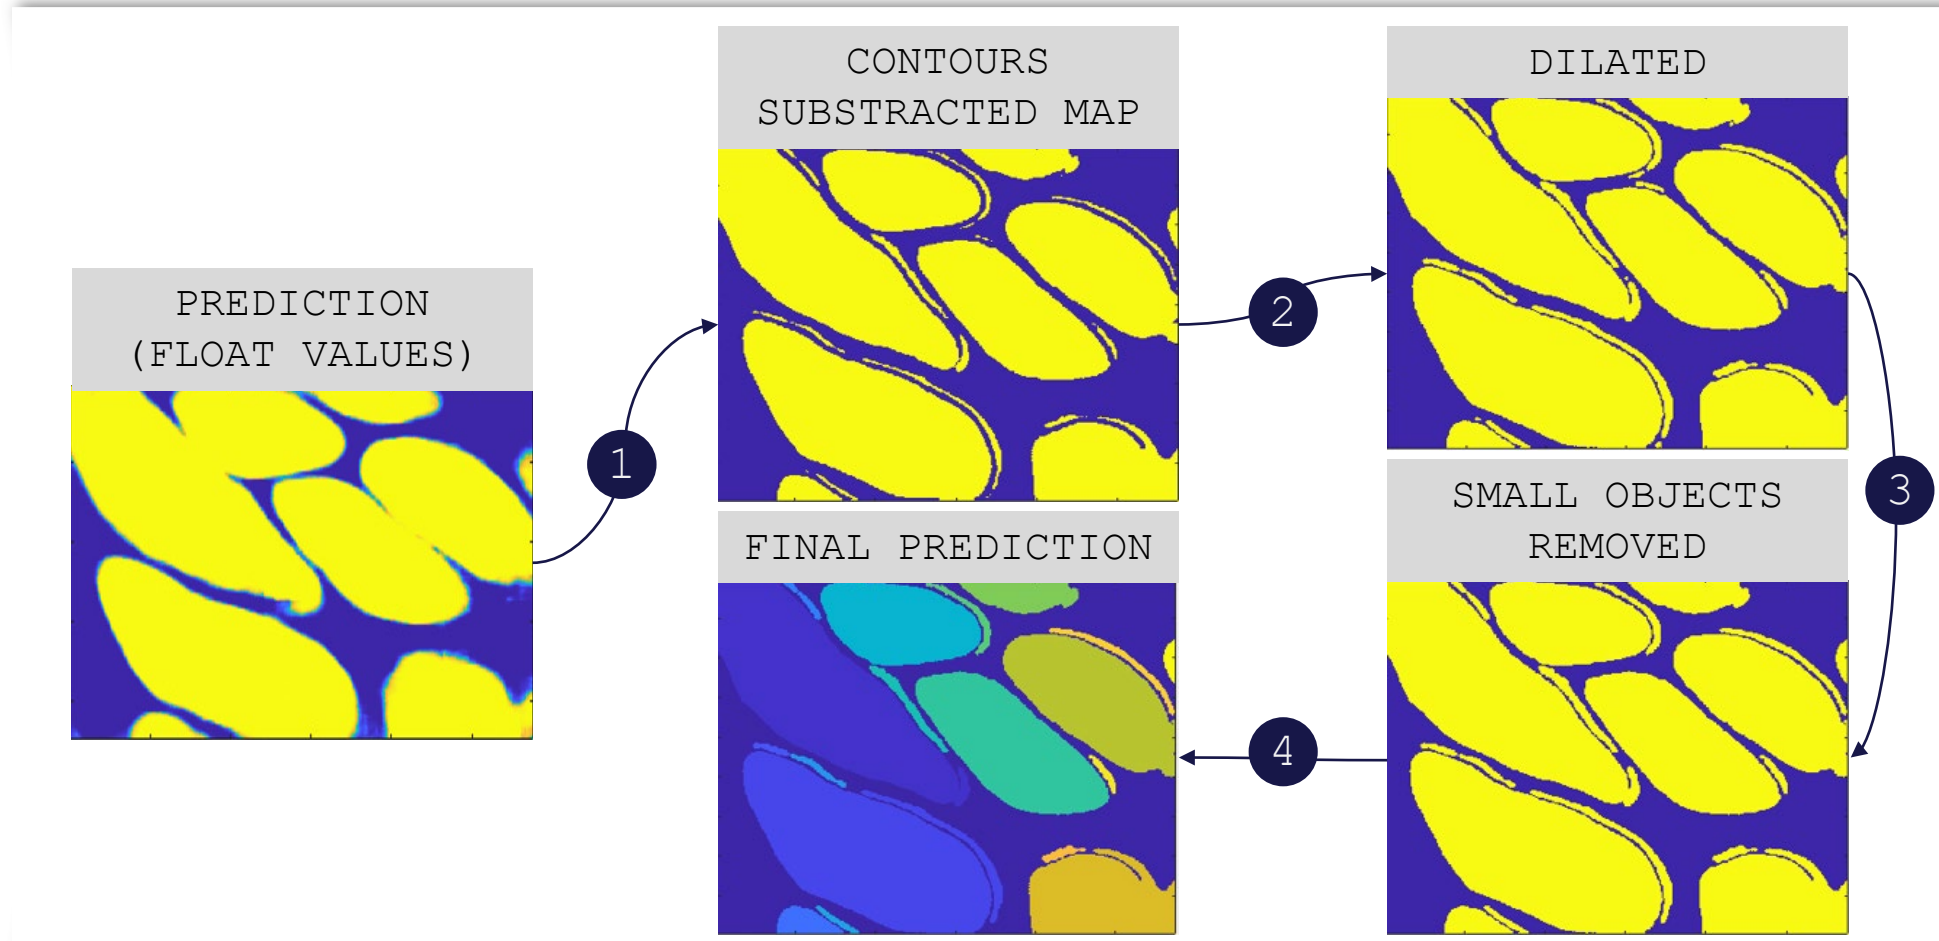 PREDICTION
(FLOAT VALUES)
1
CONTOURS
SUBSTRACTED MAP
2
DILATED
3
SMALL OBJECTS
REMOVED
4
FINAL PREDICTION